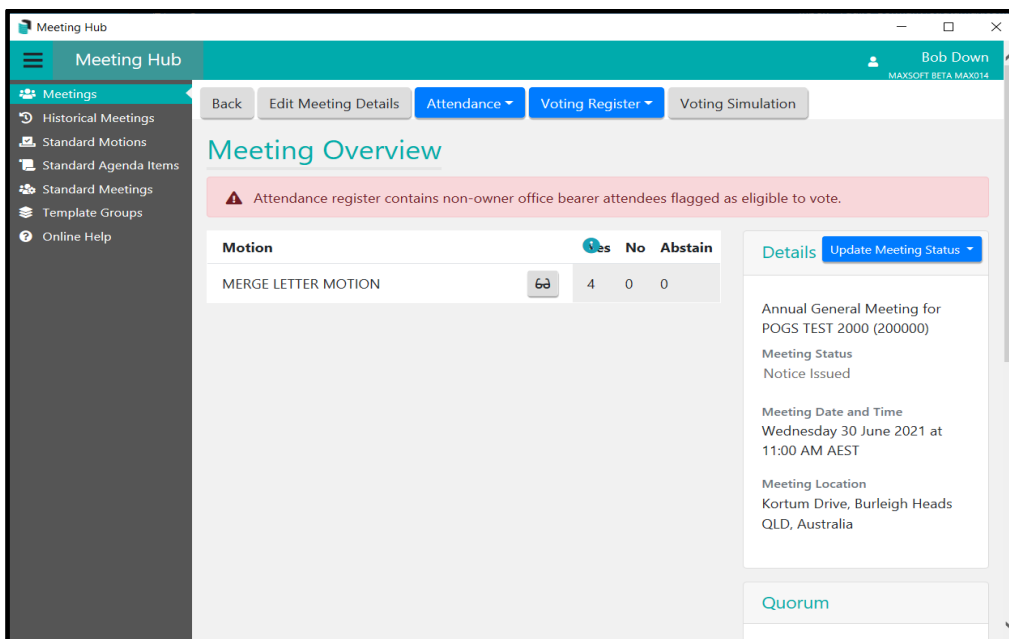 Meeting Hub
Meeting Hub
Bob Down
MAXSOFT BETA MAX014
Meetings
Historical Meetings
Standard Motions
Standard Agenda Items
Standard Meetings
Template Groups
Online Help
Back Edit Meeting Details Attendance Voting Register Voting Simulation
Meeting Overview
Attendance register contains non-owner office bearer attendees flagged as eligible to vote.
Motion Yes No Abstain
MERGE LETTER MOTION 4 0 0
Details Update Meeting Status
Annual General Meeting for
POGS TEST 2000 (200000)
Meeting Status
Notice Issued
Meeting Date and Time
Wednesday 30 June 2021 at
11:00 AM AEST
Meeting Location
Kortum Drive, Burleigh Heads
QLD, Australia
Quorum